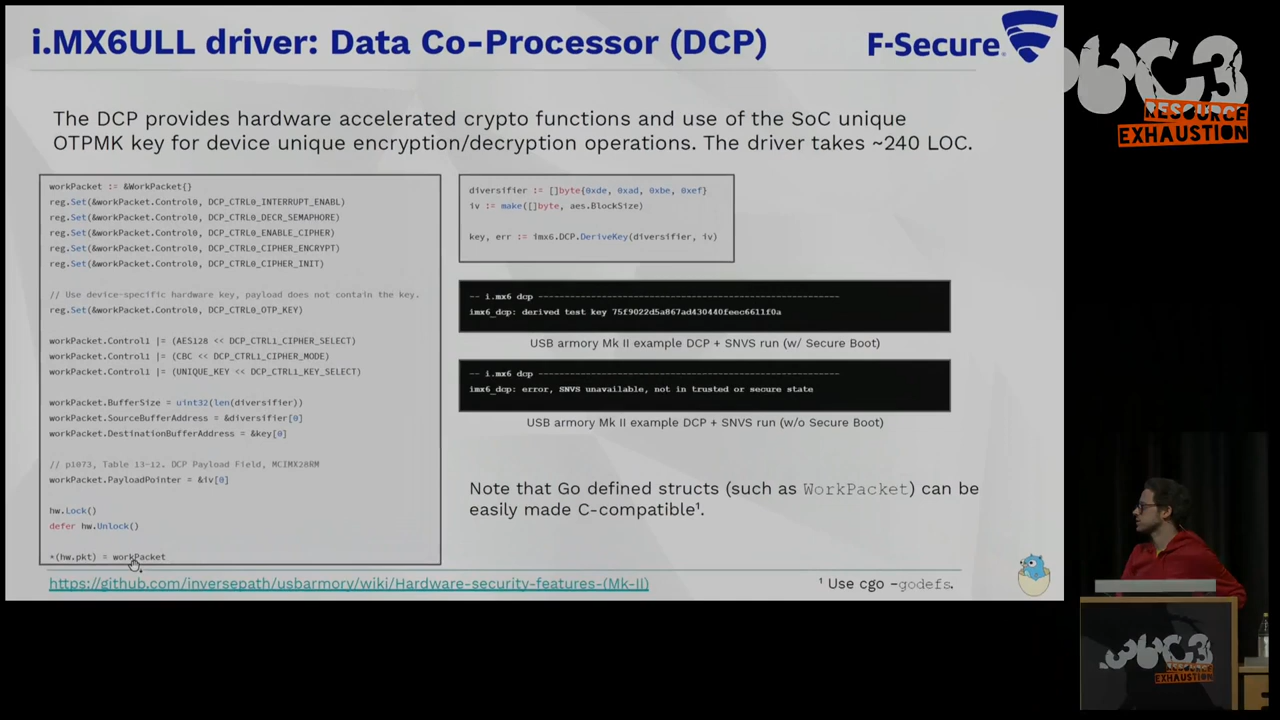 i.MX6ULL driver: Data Co-Processor (DCP)
F-Secure.
The DCP provides hardware accelerated crypto functions and use of the SoC unique
OTPMK key for device unique encryption/decryption operations. The driver takes ~240 LOC.
workPacket := &WorkPacket{}
reg.Set(&workPacket.Control0, DCP_CTRL0_INTERRUPT_ENABL)
reg.Set(&workPacket.Control0, DCP_CTRL0_DECR_SEMAPHORE)
reg.Set(&workPacket.Control0, DCP_CTRL0_ENABLE_CIPHER)
reg.Set(&workPacket.Control0, DCP_CTRL0_CIPHER_ENCRYPT)
reg.Set(&workPacket.Control0, DCP_CTRL0_CIPHER_INIT)
// Use device-specific hardware key, payload does not contain the key.
reg.Set(&workPacket.Control0, DCP_CTRL0_OTP_KEY)
workPacket.Control1 |= (AES128 << DCP_CTRL1_CIPHER_SELECT)
workPacket.Control1 |= (CBC << DCP_CTRL1_CIPHER_MODE)
workPacket.Control1 |= (UNIQUE_KEY << DCP_CTRL1_KEY_SELECT)
workPacket.BufferSize = uint32(len(diversifier))
workPacket.SourceBufferAddress = &diversifier[0]
workPacket.DestinationBufferAddress = &key[0]
// p1073, Table 13-12. DCP Payload Field, MCIMX28RM
workPacket.PayloadPointer = &iv[0]
hw.Lock()
defer hw.Unlock()
*(hw.pkt) = workPacket
diversifier := []byte{0xde, 0xad, 0xbe, 0xef}
iv := make([]byte, aes.BlockSize)
key, err := imx6.DCP.DeriveKey(diversifier, iv)
-- i.mx6 dcp ---------------------------------------------------------
imx6_dcp: derived test key 75f9022d5a867ad430440feec6611f0a
USB armory Mk II example DCP + SNVS run (w/ Secure Boot)
-- i.mx6 dcp ---------------------------------------------------------
imx6_dcp: error, SNVS unavailable, not in trusted or secure state
USB armory Mk II example DCP + SNVS run (w/o Secure Boot)
Note that Go defined structs (such as WorkPacket) can be
easily made C-compatible¹.
https://github.com/inversepath/usbarmory/wiki/Hardware-security-features-(Mk-II)
¹ Use cgo -godefs.
36C3
RESOURCE
EXHAUSTION
36C3
RESOURCE
EXHAUSTION